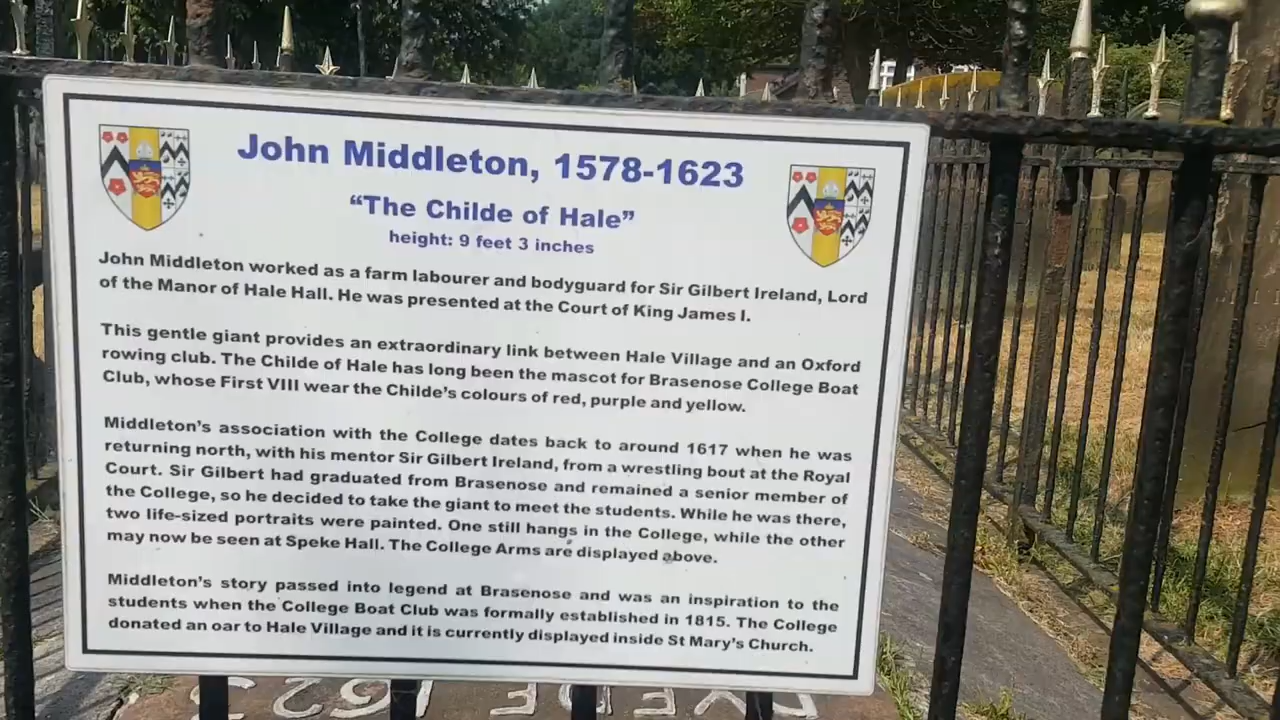 John Middleton, 1578-1623
“The Childe of Hale”
height: 9 feet 3 inches
John Middleton worked as a farm labourer and bodyguard for Sir Gilbert Ireland, Lord
of the Manor of Hale Hall. He was presented at the Court of King James I.
This gentle giant provides an extraordinary link between Hale Village and an Oxford
rowing club. The Childe of Hale has long been the mascot for Brasenose College Boat
Club, whose First VIII wear the Childe’s colours of red, purple and yellow.
Middleton’s association with the College dates back to around 1617 when he was
returning north, with his mentor Sir Gilbert Ireland, from a wrestling bout at the Royal
Court. Sir Gilbert had graduated from Brasenose and remained a senior member of
the College, so he decided to take the giant to meet the students. While he was there,
two life-sized portraits were painted. One still hangs in the College, while the other
may now be seen at Speke Hall. The College Arms are displayed above.
Middleton’s story passed into legend at Brasenose and was an inspiration to the
students when the College Boat Club was formally established in 1815. The College
donated an oar to Hale Village and it is currently displayed inside St Mary’s Church.